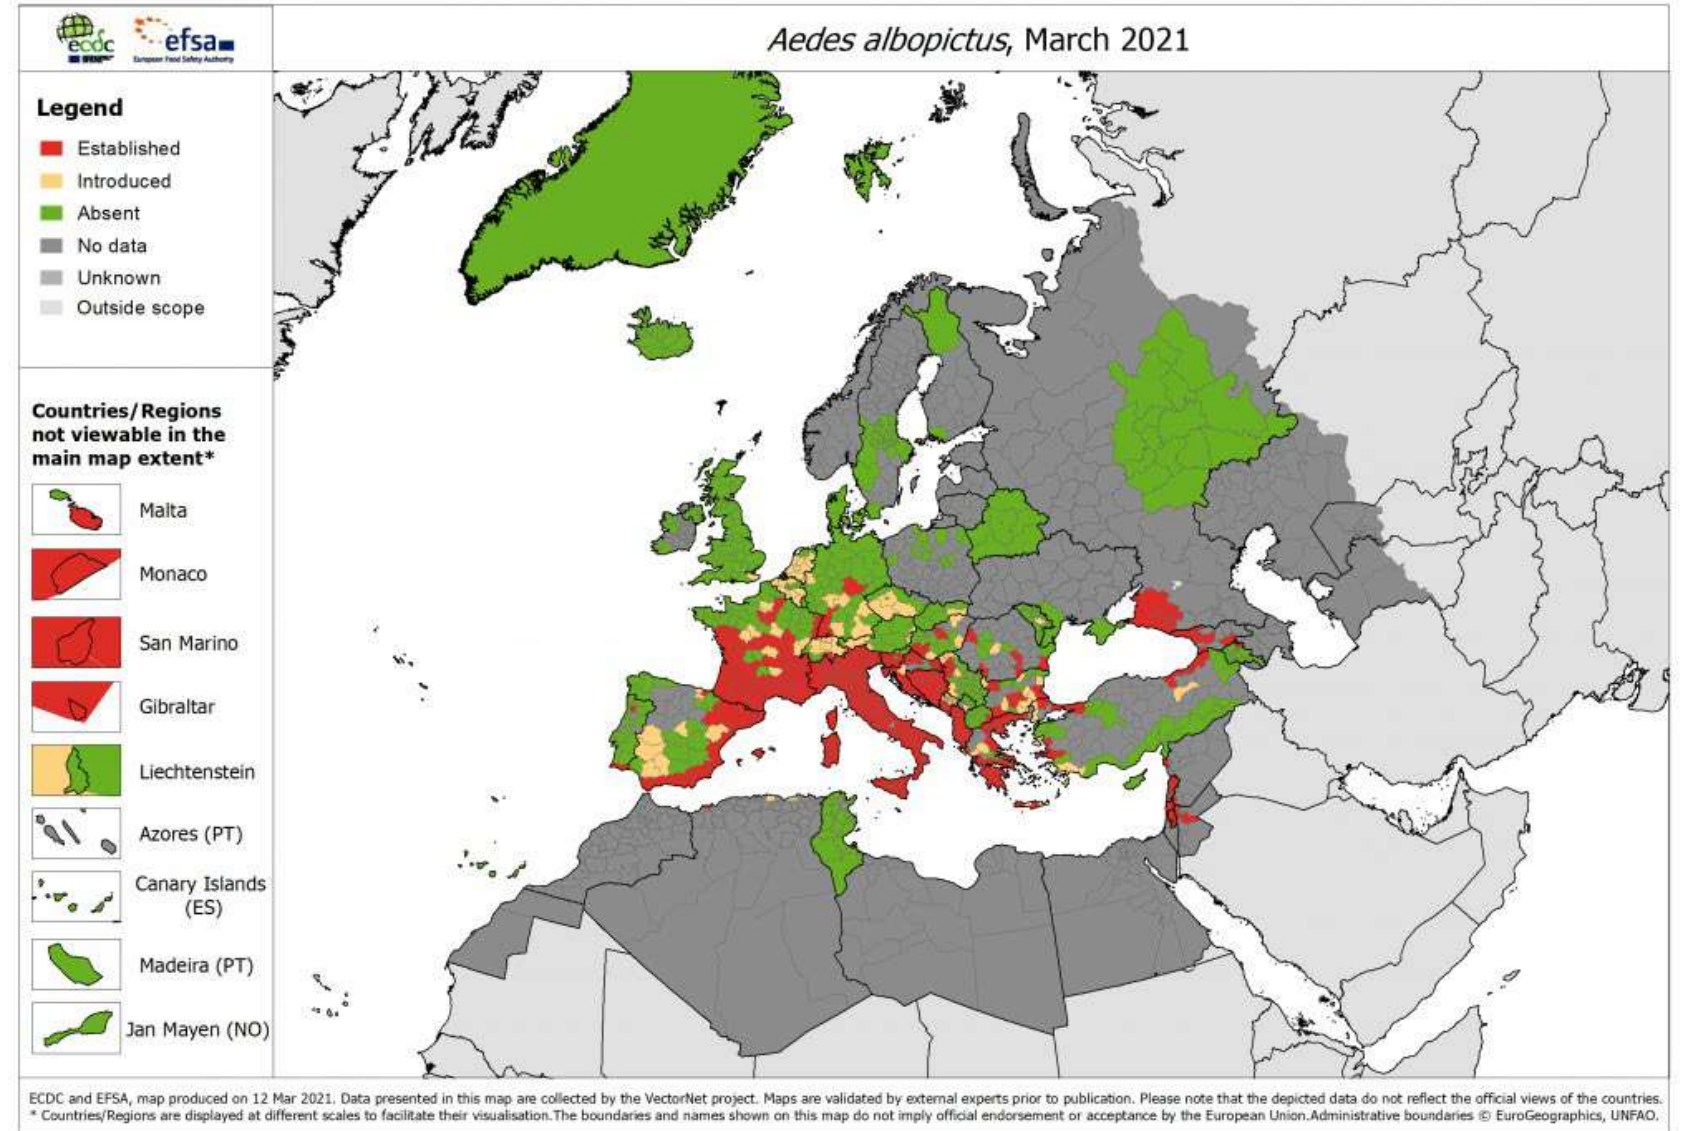 ecdc
efsa
European Food Safety Authority
Aedes albopictus, March 2021
Legend
Established
Introduced
Absent
No data
Unknown
Outside scope
Countries/Regions
not viewable in the
main map extent*
Malta
Monaco
San Marino
Gibraltar
Liechtenstein
Azores (PT)
Canary Islands
(ES)
Madeira (PT)
Jan Mayen (NO)
ECDC and EFSA, map produced on 12 Mar 2021. Data presented in this map are collected by the VectorNet project. Maps are validated by external experts prior to publication. Please note that the depicted data do not reflect the official views of the countries.
* Countries/Regions are displayed at different scales to facilitate their visualisation.The boundaries and names shown on this map do not imply official endorsement or acceptance by the European Union.Administrative boundaries © EuroGeographics, UNFAO.